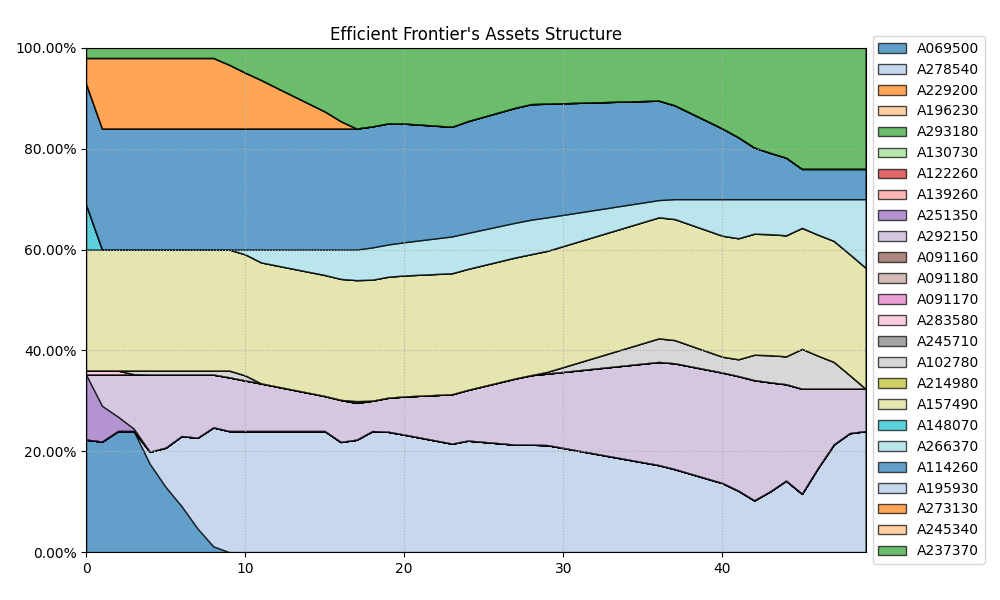 Efficient Frontier's Assets Structure
100.00%
80.00%
60.00%
40.00%
20.00%
0.00%
0
10
20
30
40
A069500
A278540
A229200
A196230
A293180
A130730
A122260
A139260
A251350
A292150
A091160
A091180
A091170
A283580
A245710
A102780
A214980
A157490
A148070
A266370
A114260
A195930
A273130
A245340
A237370